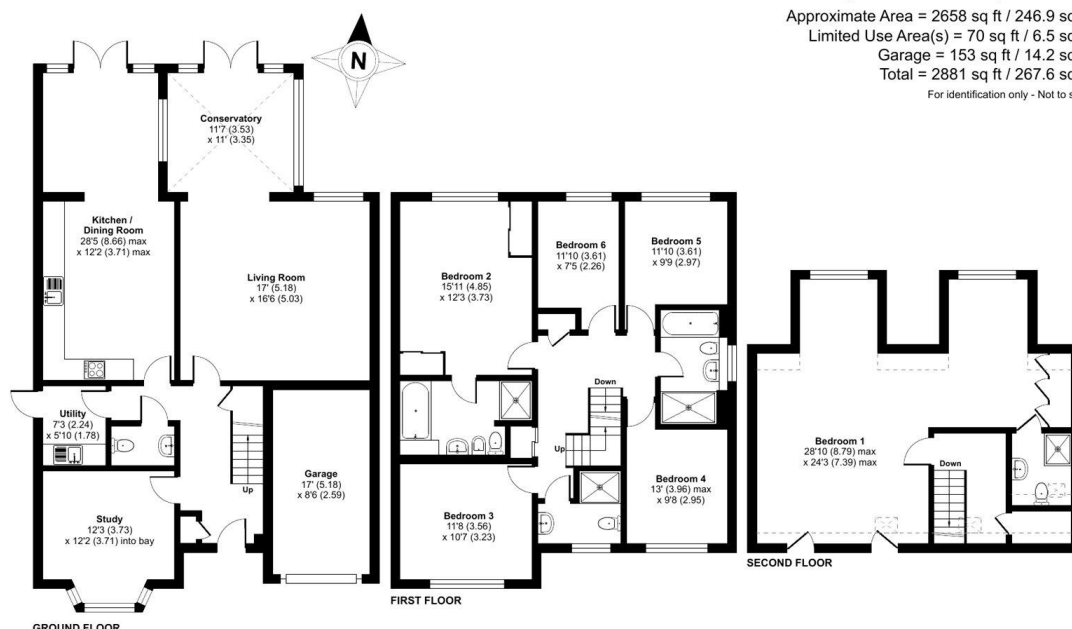 Approximate Area = 2658 sq ft / 246.9 sq
Limited Use Area(s) = 70 sq ft / 6.5 sq
Garage = 153 sq ft / 14.2 sq
Total = 2881 sq ft / 267.6 sq
For identification only - Not to s
N
Conservatory
11'7 (3.53)
x 11' (3.35)
Kitchen /
Dining Room
28'5 (8.66) max
x 12'2 (3.71) max
Living Room
17' (5.18)
x 16'6 (5.03)
Utility
7'3 (2.24)
x 5'10 (1.78)
Up
Garage
17' (5.18)
x 8'6 (2.59)
Study
12'3 (3.73)
x 12'2 (3.71) into bay
GROUND FLOOR
Bedroom 2
15'11 (4.85)
x 12'3 (3.73)
Bedroom 6
11'10 (3.61)
x 7'5 (2.26)
Bedroom 5
11'10 (3.61)
x 9'9 (2.97)
Down
Up
Bedroom 3
11'8 (3.56)
x 10'7 (3.23)
Bedroom 4
13' (3.96) max
x 9'8 (2.95)
FIRST FLOOR
Bedroom 1
28'10 (8.79) max
x 24'3 (7.39) max
Down
SECOND FLOOR